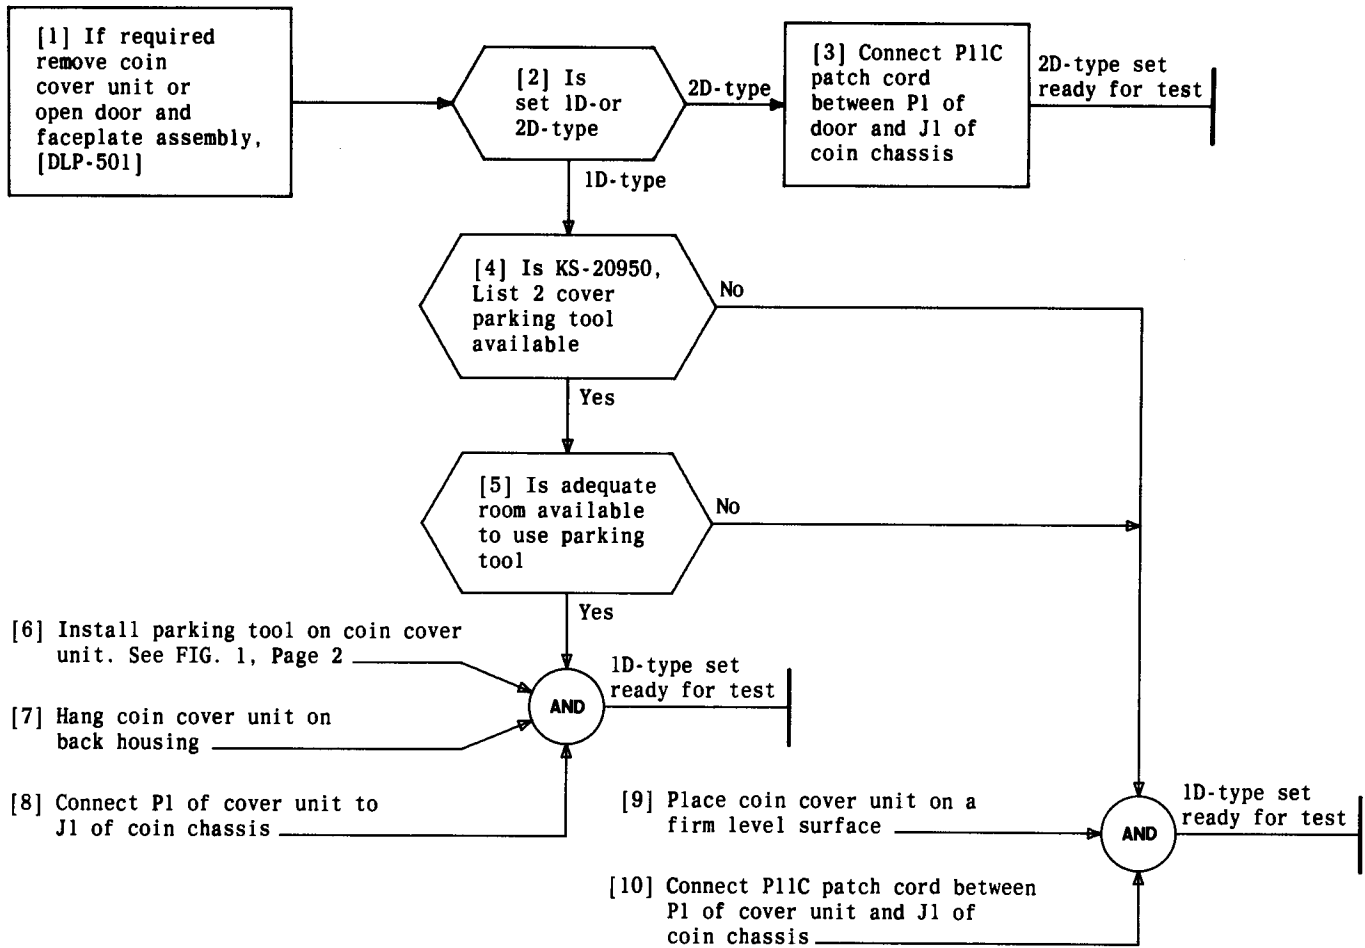 [1] If required
remove coin
cover unit or
open door and
faceplate assembly,
[DLP-501]
[2] Is
set 1D-or
2D-type
2D-type
[3] Connect P11C
patch cord
between P1 of
door and J1 of
coin chassis
2D-type set
ready for test
1D-type
[4] Is KS-20950,
List 2 cover
parking tool
available
No
Yes
[5] Is adequate
room available
to use parking
tool
No
Yes
[6] Install parking tool on coin cover
unit. See FIG. 1, Page 2
[7] Hang coin cover unit on
back housing
[8] Connect P1 of cover unit to
J1 of coin chassis
AND
1D-type set
ready for test
[9] Place coin cover unit on a
firm level surface
[10] Connect P11C patch cord between
P1 of cover unit and J1 of
coin chassis
AND
1D-type set
ready for test